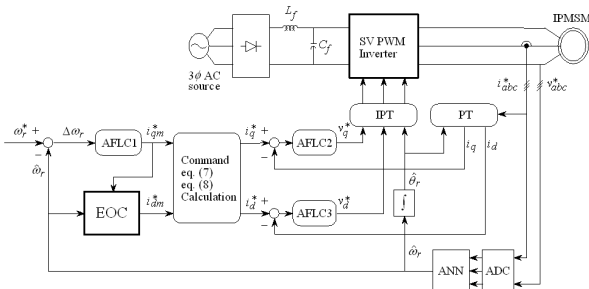 L_f
C_f
3ϕ AC
source
SV PWM
Inverter
IPMSM
i*_abc
v*_abc
IPT
PT
ω*_r +
−
Δω_r
ω̂_r
AFLC1
i*_qm
i*_dm
EOC
Command
eq. (7)
eq. (8)
Calculation
i*_q +
−
AFLC2
v*_q
i_q
i_d
i*_d +
−
AFLC3
v*_d
θ̂_r
∫
ω̂_r
ANN
ADC